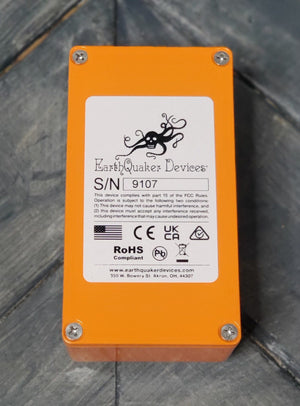 EarthQuaker Devices
S/N 9107
This device complies with part 15 of the FCC Rules.
Operation is subject to the following two conditions:
(1) This device may not cause harmful interference, and
(2) this device must accept any interference received,
including interference that may cause undesired operation.
CE UK CA
RoHS
Compliant
Pb
www.earthquakerdevices.com
350 W. Bowery St. Akron, OH, 44307